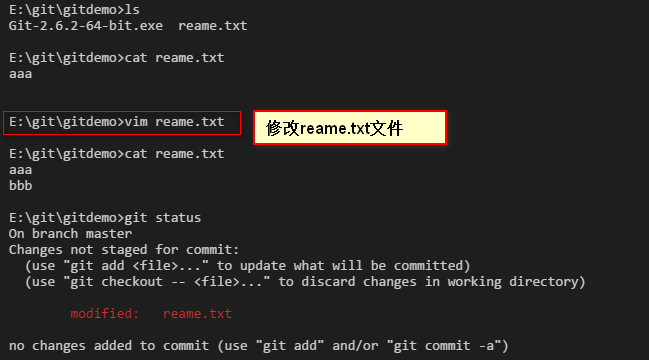 E:\git\gitdemo>ls
Git-2.6.2-64-bit.exe  reame.txt
E:\git\gitdemo>cat reame.txt
aaa
E:\git\gitdemo>vim reame.txt
修改reame.txt文件
E:\git\gitdemo>cat reame.txt
aaa
bbb
E:\git\gitdemo>git status
On branch master
Changes not staged for commit:
  (use "git add <file>..." to update what will be committed)
  (use "git checkout -- <file>..." to discard changes in working directory)
        modified:   reame.txt
no changes added to commit (use "git add" and/or "git commit -a")